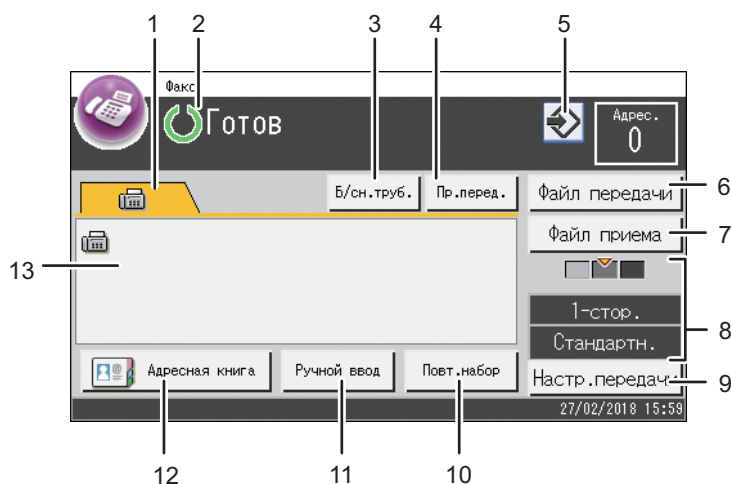 1 2 3 4 5
Факс
Готов
Адрес.
0
Б/сн.труб. Пр.перед. Файл передачи 6
Файл приема 7
13
1-стор. 8
Стандартн.
Адресная книга Ручной ввод Повт.набор Настр.передачи 9
27/02/2018 15:59
12 11 10